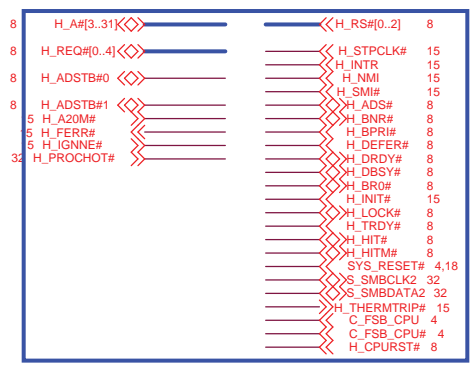 8 H_A#[3..31]
8 H_REQ#[0..4]
8 H_ADSTB#0
8 H_ADSTB#1
5 H_A20M#
15 H_FERR#
5 H_IGNNE#
32 H_PROCHOT#
H_RS#[0..2] 8
H_STPCLK# 15
H_INTR 15
H_NMI 15
H_SMI# 15
H_ADS# 8
H_BNR# 8
H_BPRI# 8
H_DEFER# 8
H_DRDY# 8
H_DBSY# 8
H_BR0# 8
H_INIT# 15
H_LOCK# 8
H_TRDY# 8
H_HIT# 8
H_HITM# 8
SYS_RESET# 4,18
S_SMBCLK2 32
S_SMBDATA2 32
H_THERMTRIP# 15
C_FSB_CPU 4
C_FSB_CPU# 4
H_CPURST# 8